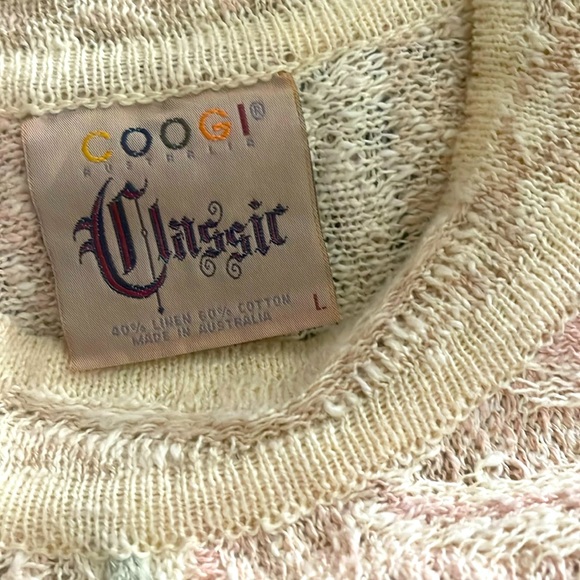 COOGI®
AUSTRALIA
Classic
40% LINEN 60% COTTON
MADE IN AUSTRALIA
L